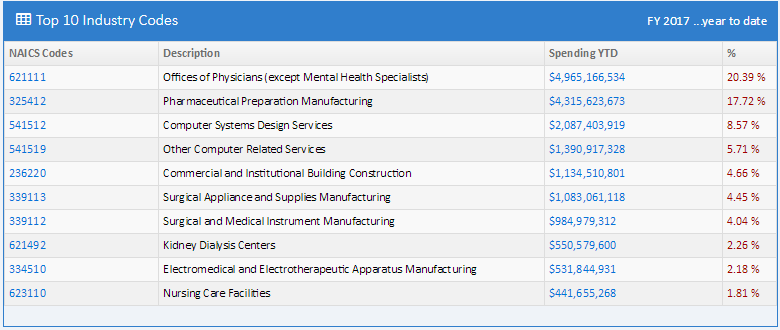 Top 10 Industry Codes FY 2017 ...year to date
NAICS Codes Description Spending YTD %
621111 Offices of Physicians (except Mental Health Specialists) $4,965,166,534 20.39 %
325412 Pharmaceutical Preparation Manufacturing $4,315,623,673 17.72 %
541512 Computer Systems Design Services $2,087,403,919 8.57 %
541519 Other Computer Related Services $1,390,917,328 5.71 %
236220 Commercial and Institutional Building Construction $1,134,510,801 4.66 %
339113 Surgical Appliance and Supplies Manufacturing $1,083,061,118 4.45 %
339112 Surgical and Medical Instrument Manufacturing $984,979,312 4.04 %
621492 Kidney Dialysis Centers $550,579,600 2.26 %
334510 Electromedical and Electrotherapeutic Apparatus Manufacturing $531,844,931 2.18 %
623110 Nursing Care Facilities $441,655,268 1.81 %